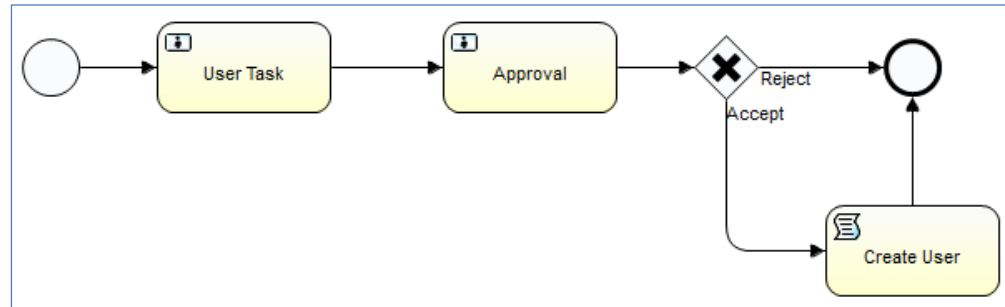 User Task
Approval
Reject
Accept
Create User